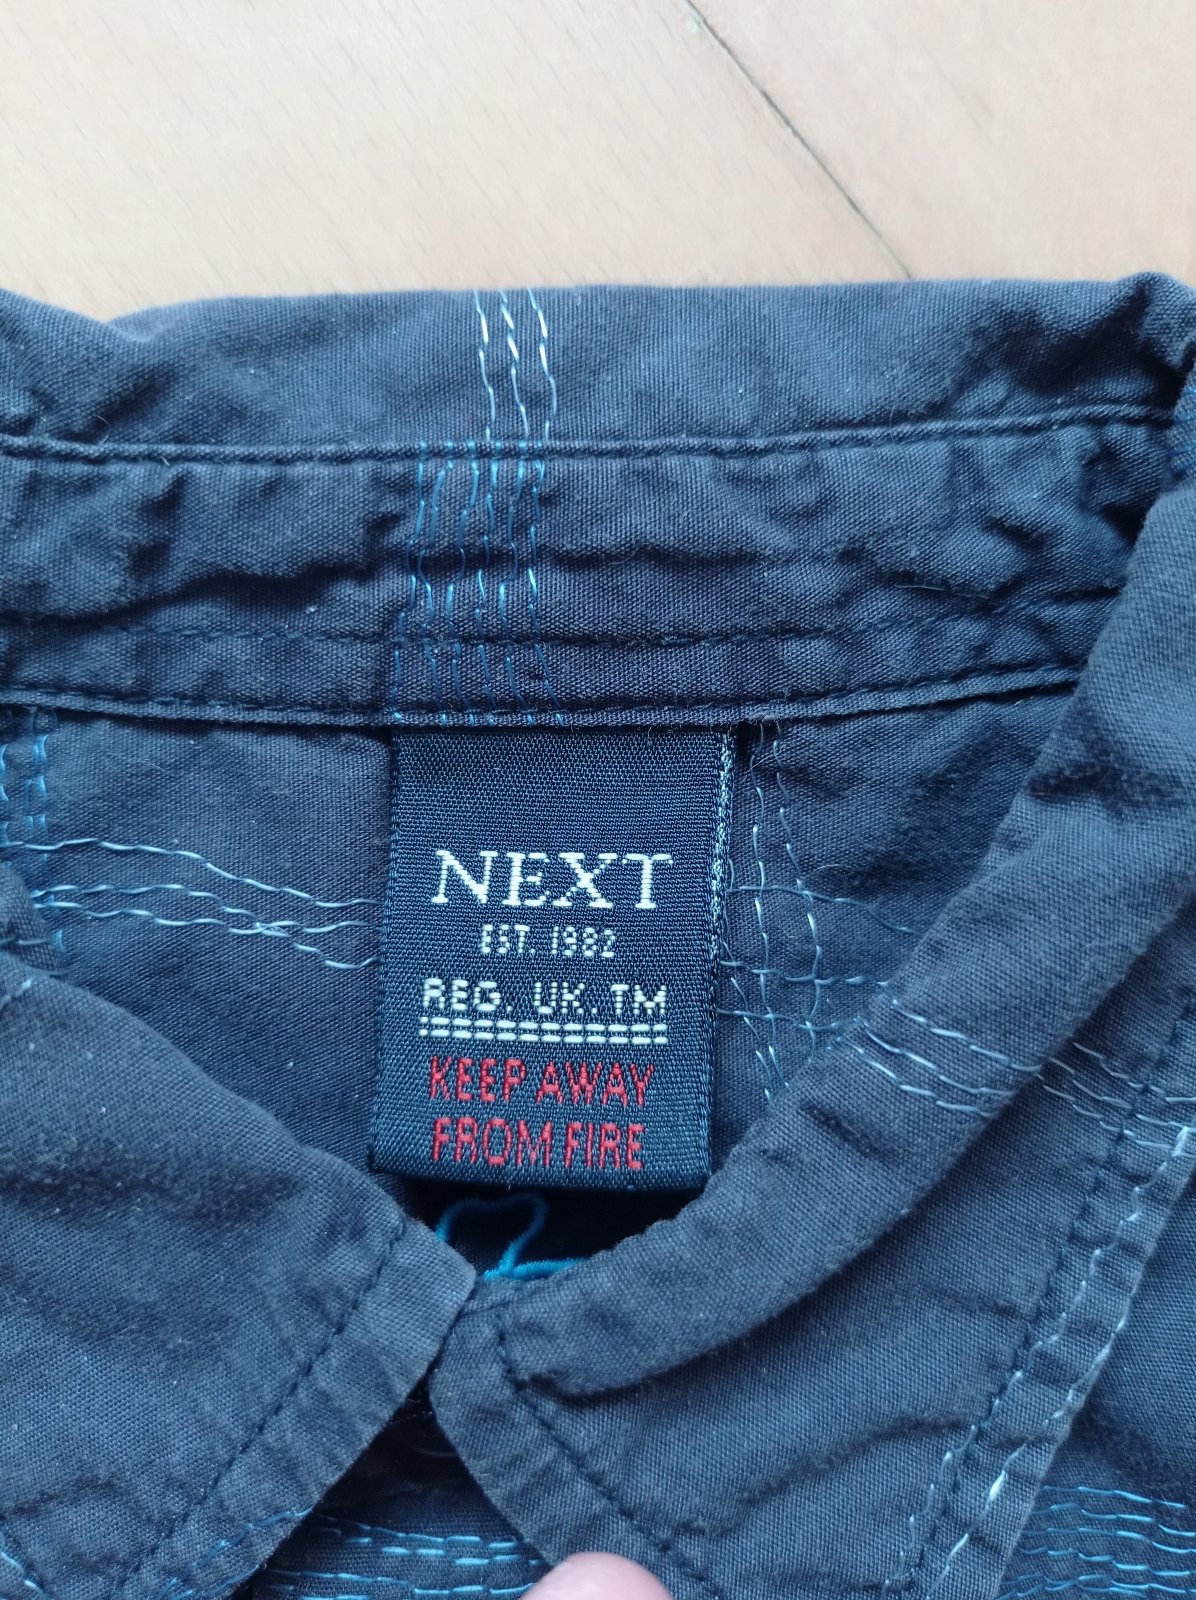 NEXT
EST. 1982
REG. UK. TM
KEEP AWAY
FROM FIRE